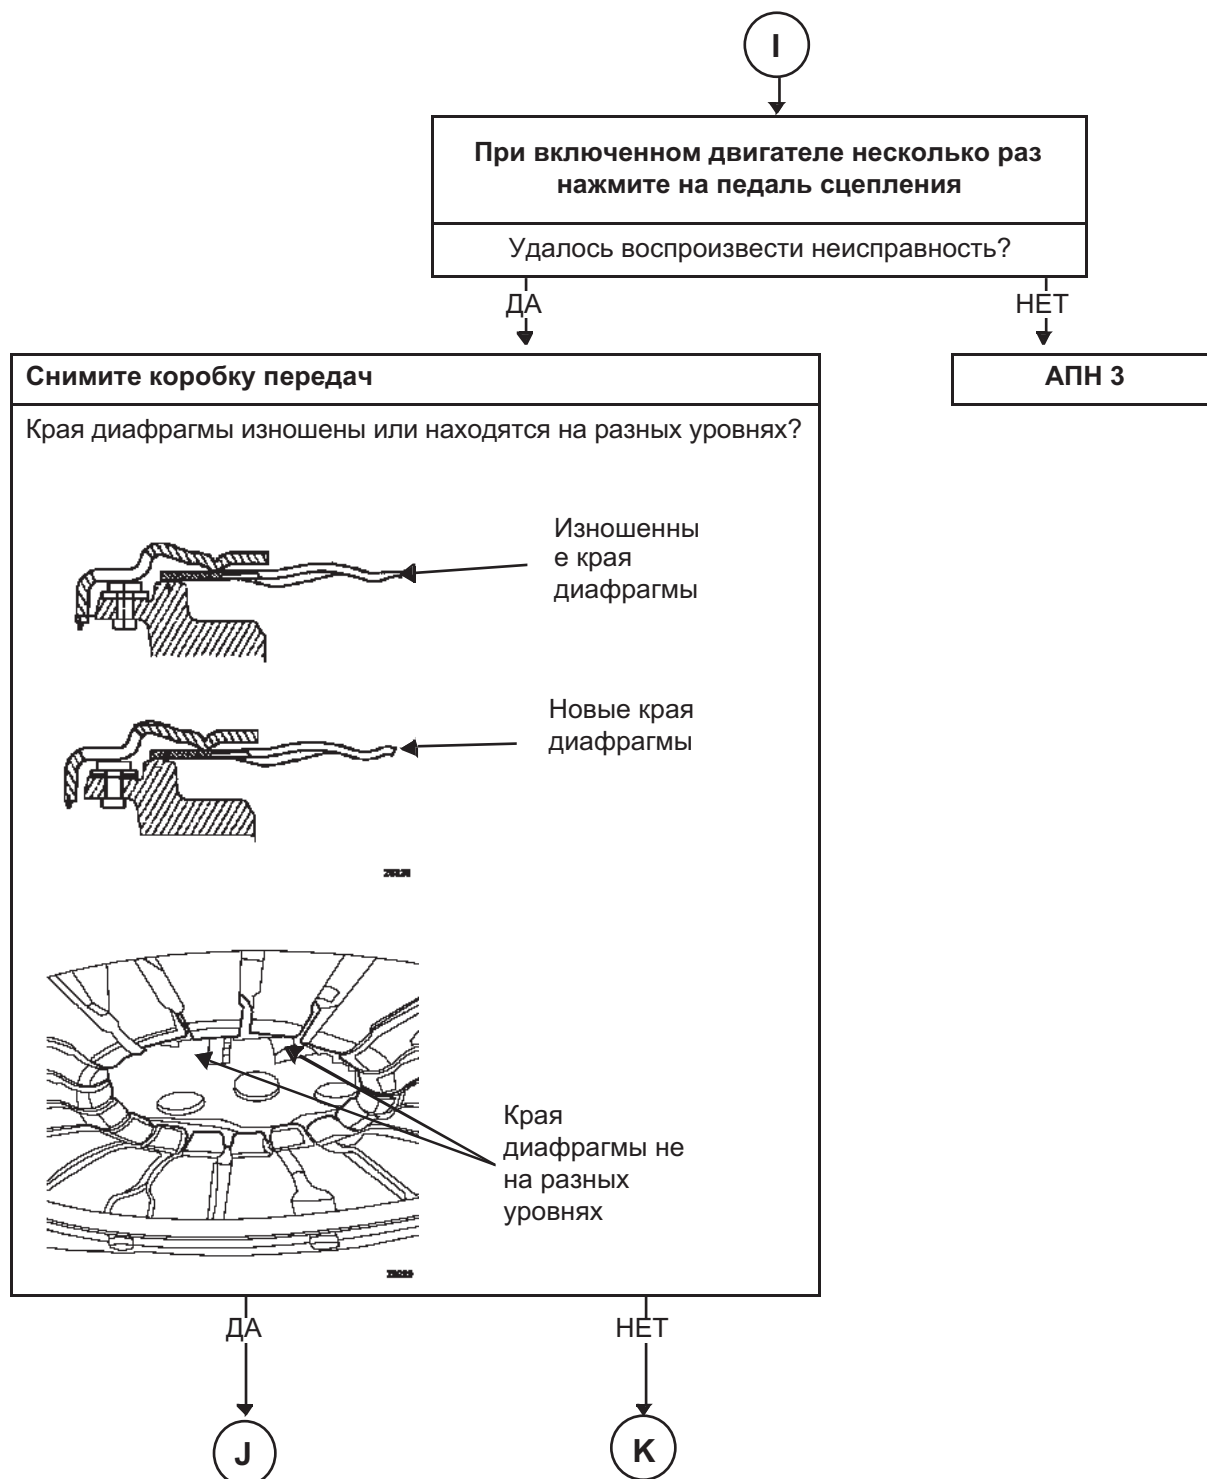 I
При включенном двигателе несколько раз
нажмите на педаль сцепления
Удалось воспроизвести неисправность?
ДА
НЕТ
Снимите коробку передач
АПН 3
Края диафрагмы изношены или находятся на разных уровнях?
Изношенны
е края
диафрагмы
Новые края
диафрагмы
Края
диафрагмы не
на разных
уровнях
ДА
НЕТ
J
K